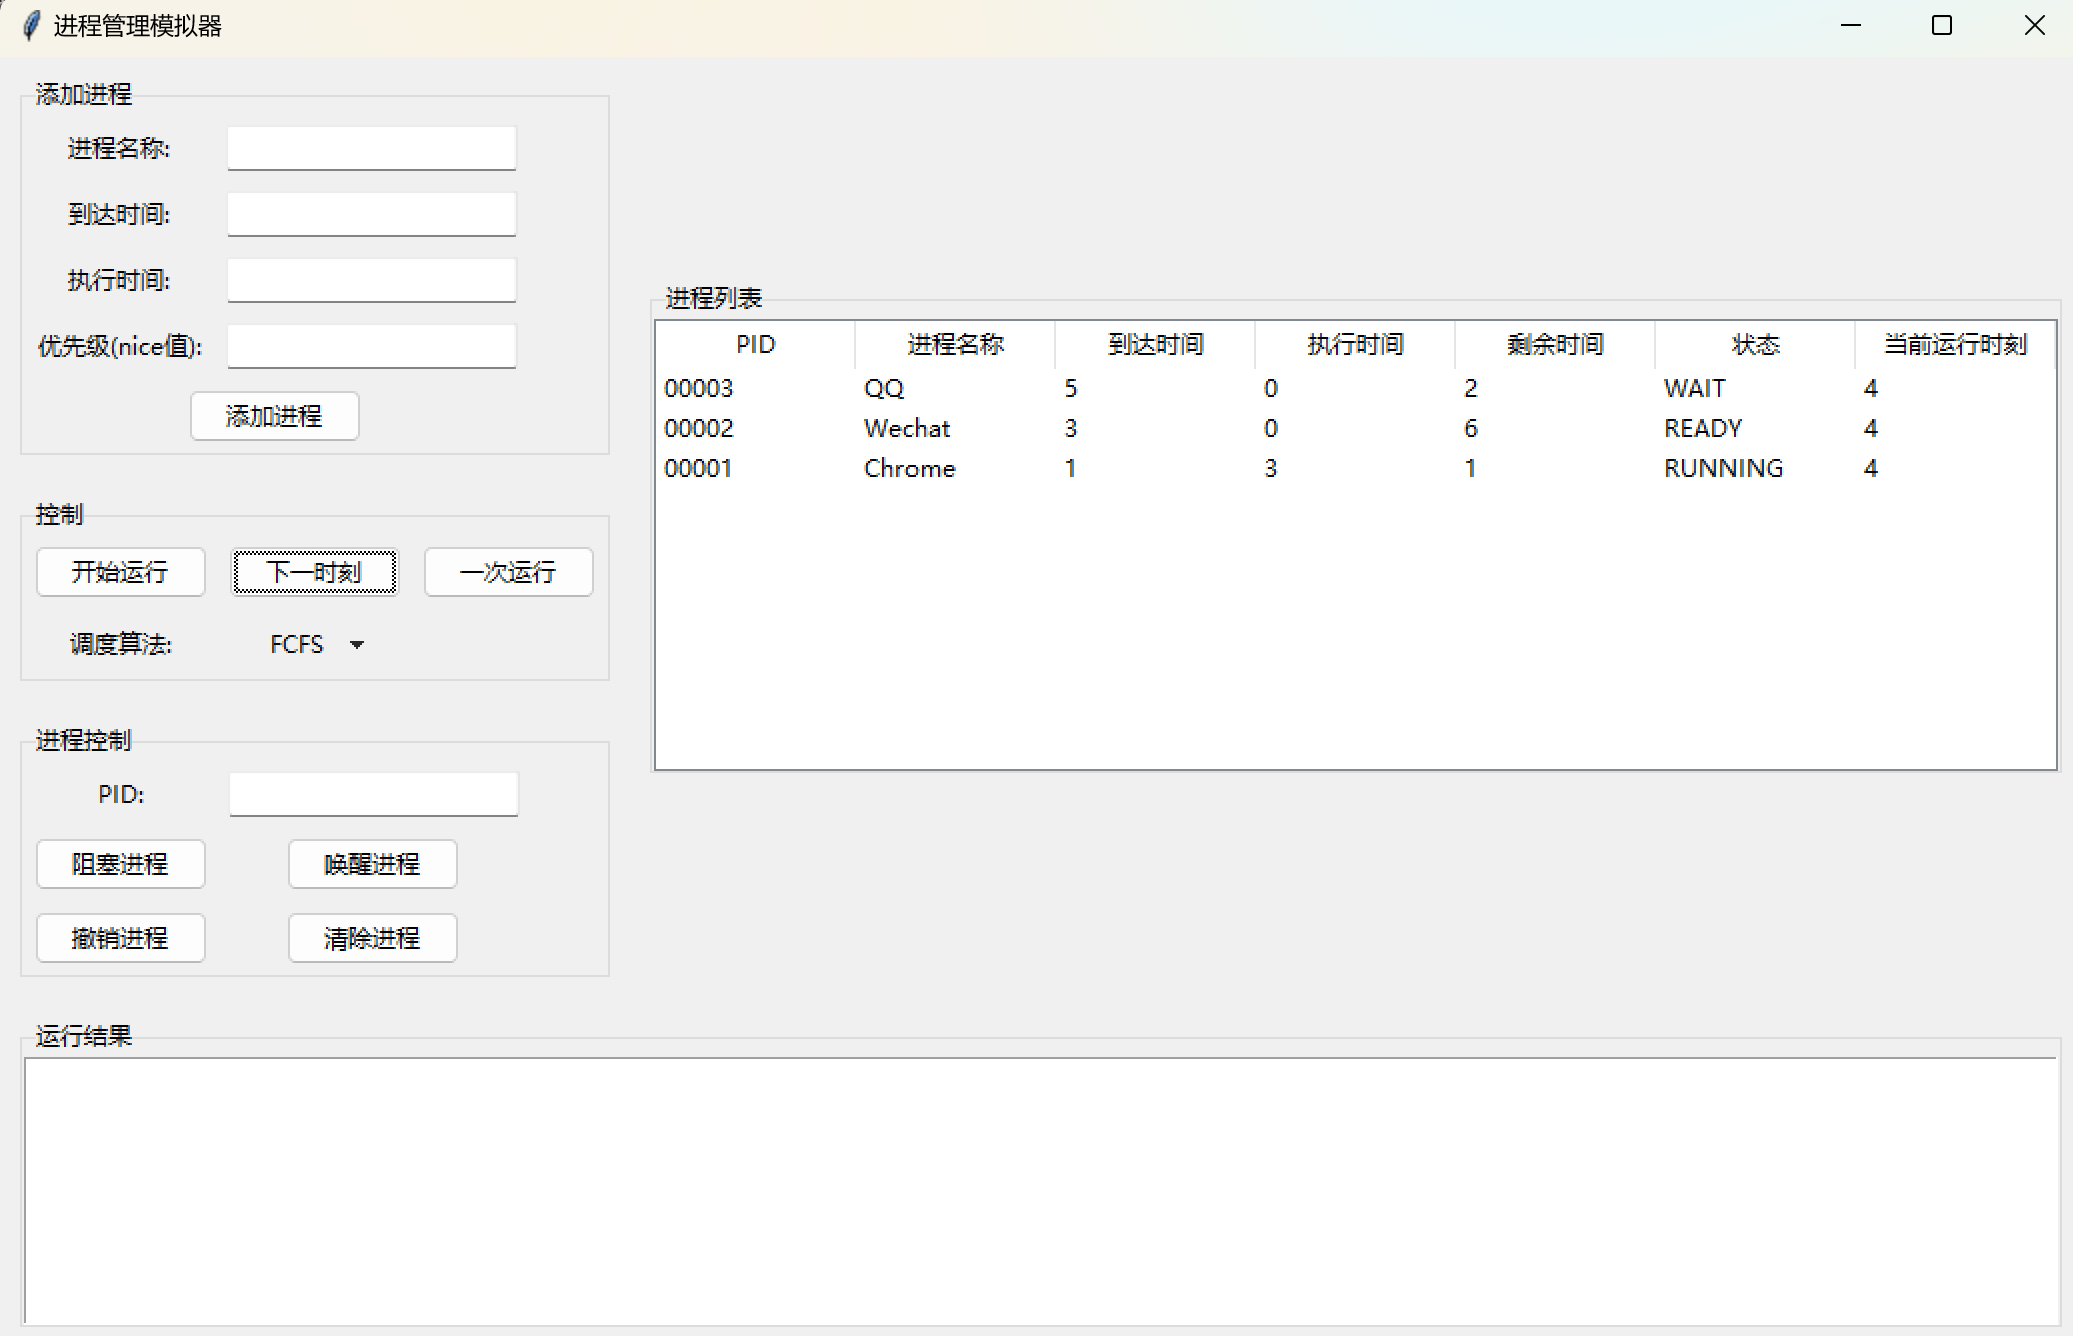 进程管理模拟器
添加进程
进程名称:
到达时间:
执行时间:
优先级(nice值):
添加进程
控制
开始运行 下一时刻 一次运行
调度算法: FCFS
进程控制
PID:
阻塞进程 唤醒进程
撤销进程 清除进程
进程列表
PID 进程名称 到达时间 执行时间 剩余时间 状态 当前运行时刻
00003 QQ 5 0 2 WAIT 4
00002 Wechat 3 0 6 READY 4
00001 Chrome 1 3 1 RUNNING 4
运行结果